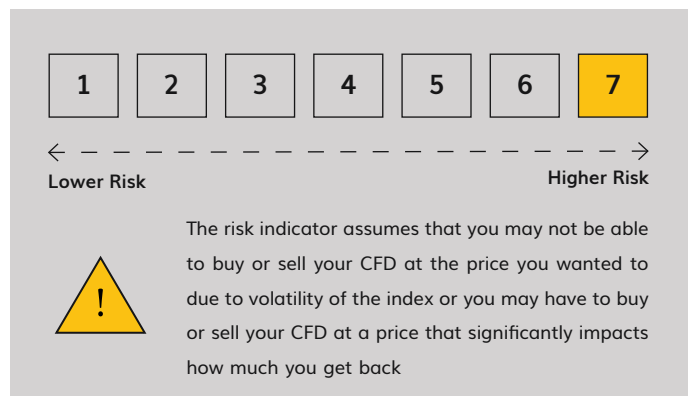 1 2 3 4 5 6 7
Lower Risk Higher Risk
The risk indicator assumes that you may not be able
to buy or sell your CFD at the price you wanted to
due to volatility of the index or you may have to buy
or sell your CFD at a price that significantly impacts
how much you get back
!